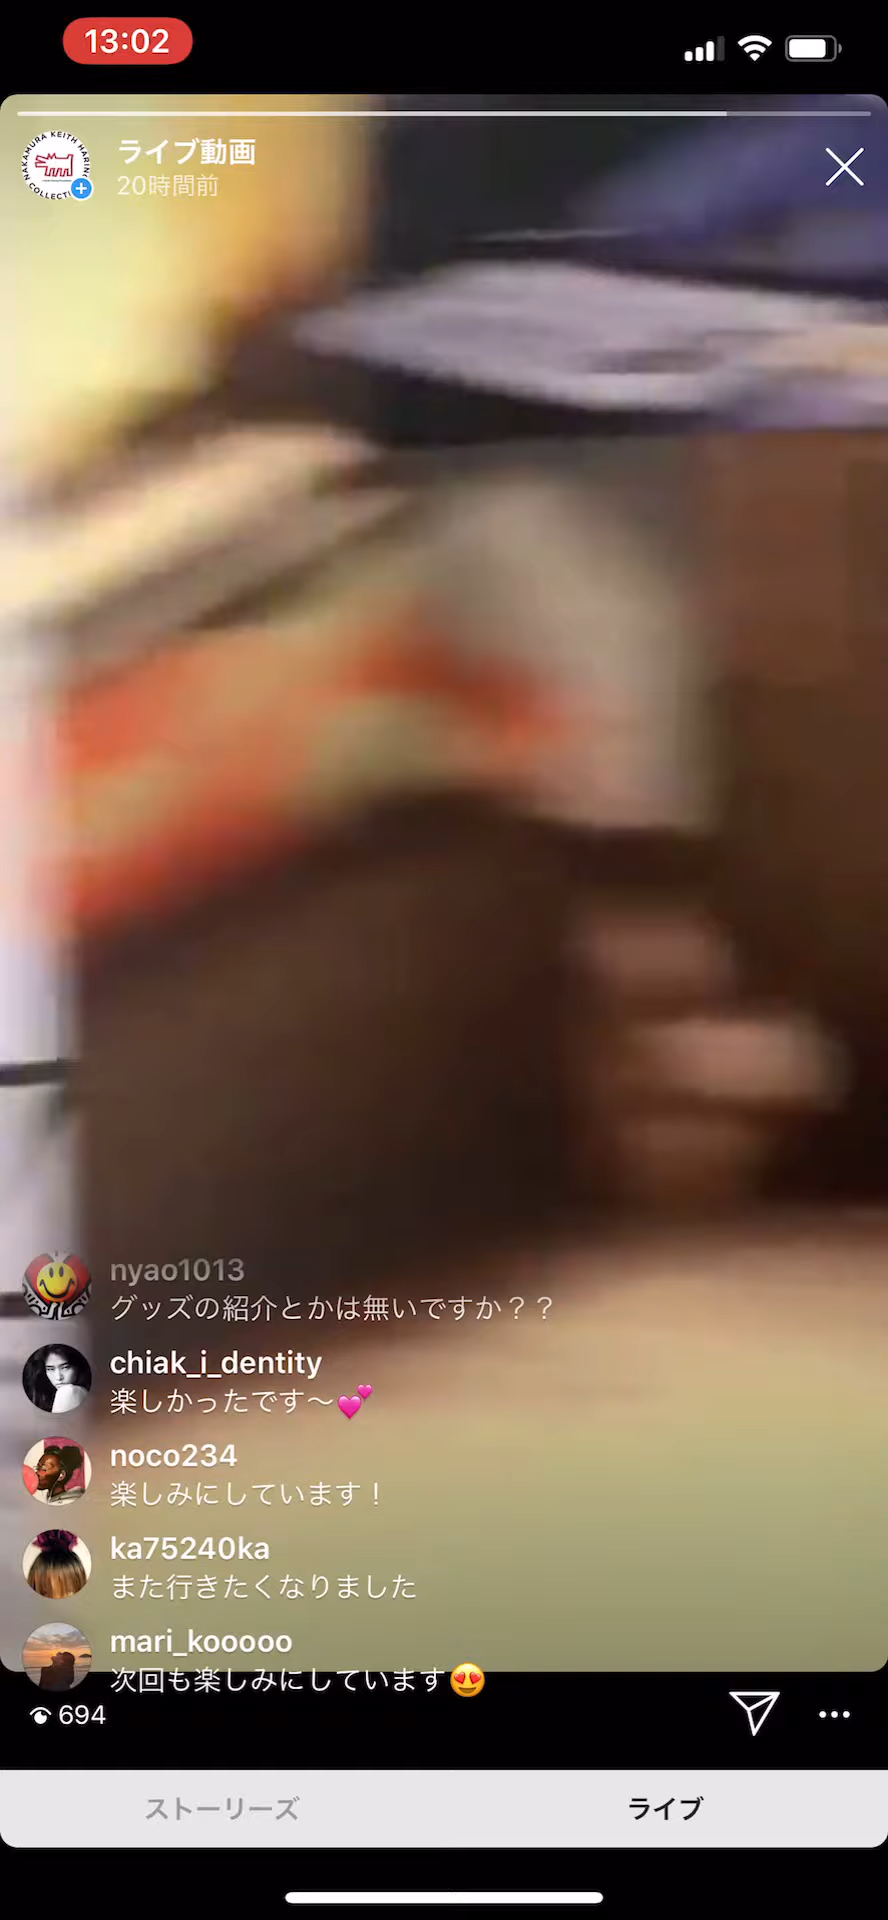 13:02
NAKAMURA KEITH HARING COLLECTI
ライブ動画
20時間前
nyao1013
グッズの紹介とかは無いですか？？
chiak_i_dentity
楽しかったです〜💕
noco234
楽しみにしています！
ka75240ka
また行きたくなりました
mari_kooooo
次回も楽しみにしています😍
694
ストーリーズ
ライブ